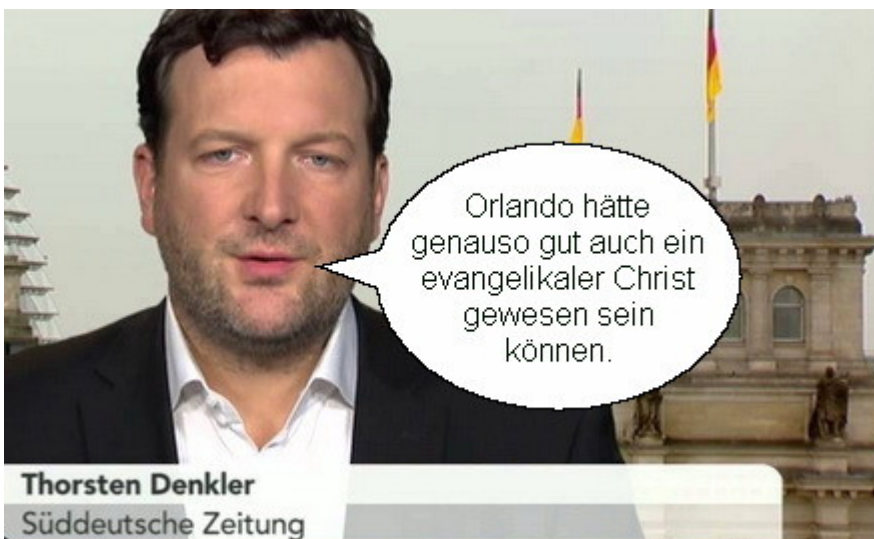 Orlando hätte
genauso gut auch ein
evangelikaler Christ
gewesen sein
können.
Thorsten Denkler
Süddeutsche Zeitung